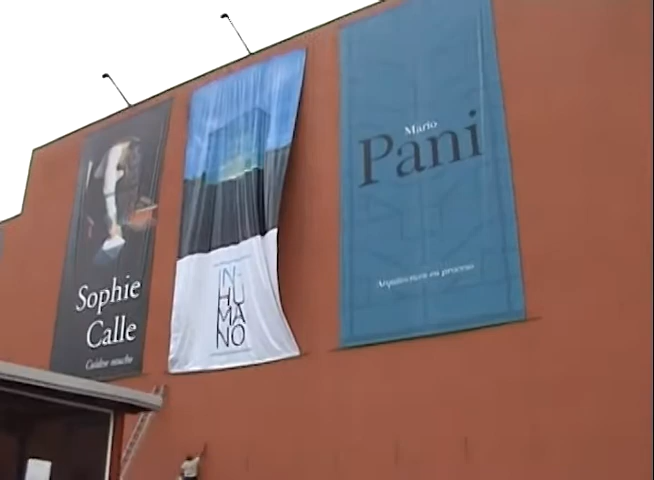 Sophie
Calle
Cuídese mucho
IN
HU
MA
NO
Mario
Pani
Arquitectura en proceso